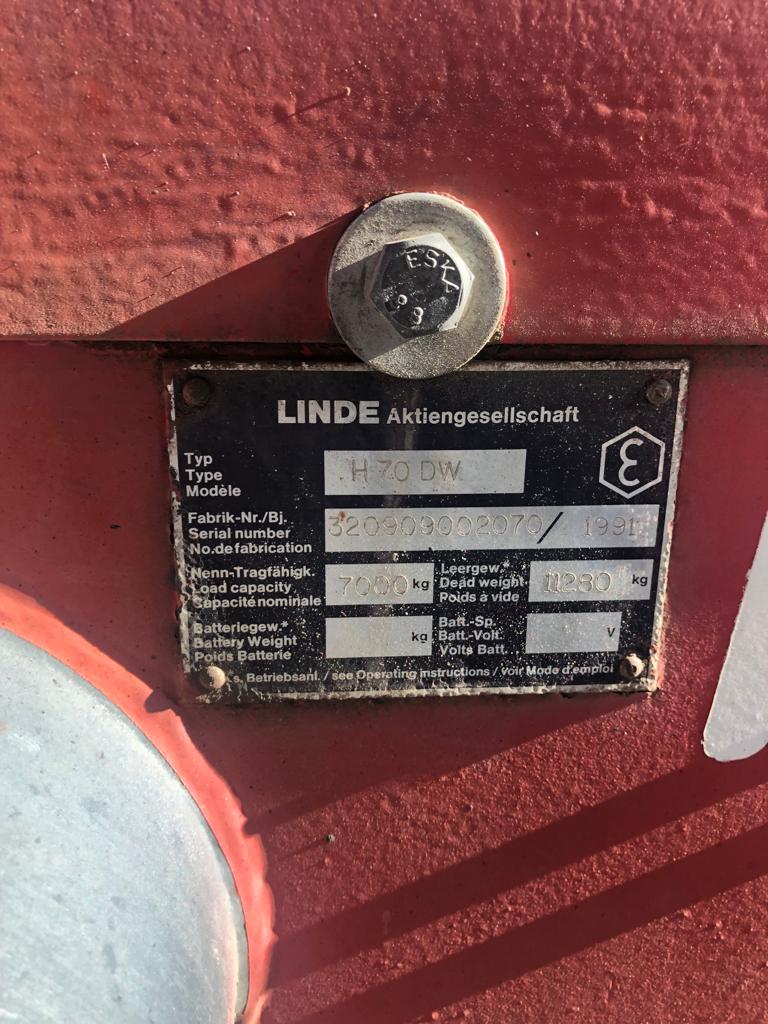 ESKA
8.8
LINDE Aktiengesellschaft
Typ
Type
Modèle
H 70 DW
ε
Fabrik-Nr./Bj.
Serial number
No.defabrication
320909002070/ 1991
Nenn-Tragfähigk.
Load capacity
Capacité nominale
7000 kg
Leergew.*
Dead weight
Poids à vide
11280 kg
Batteriegew.*
Battery Weight
Poids Batterie
kg
Batt.-Sp.
Batt.-Volt.
Volts Batt.
V
*s. Betriebsanl. / see Operating instructions / voir Mode d'emploi